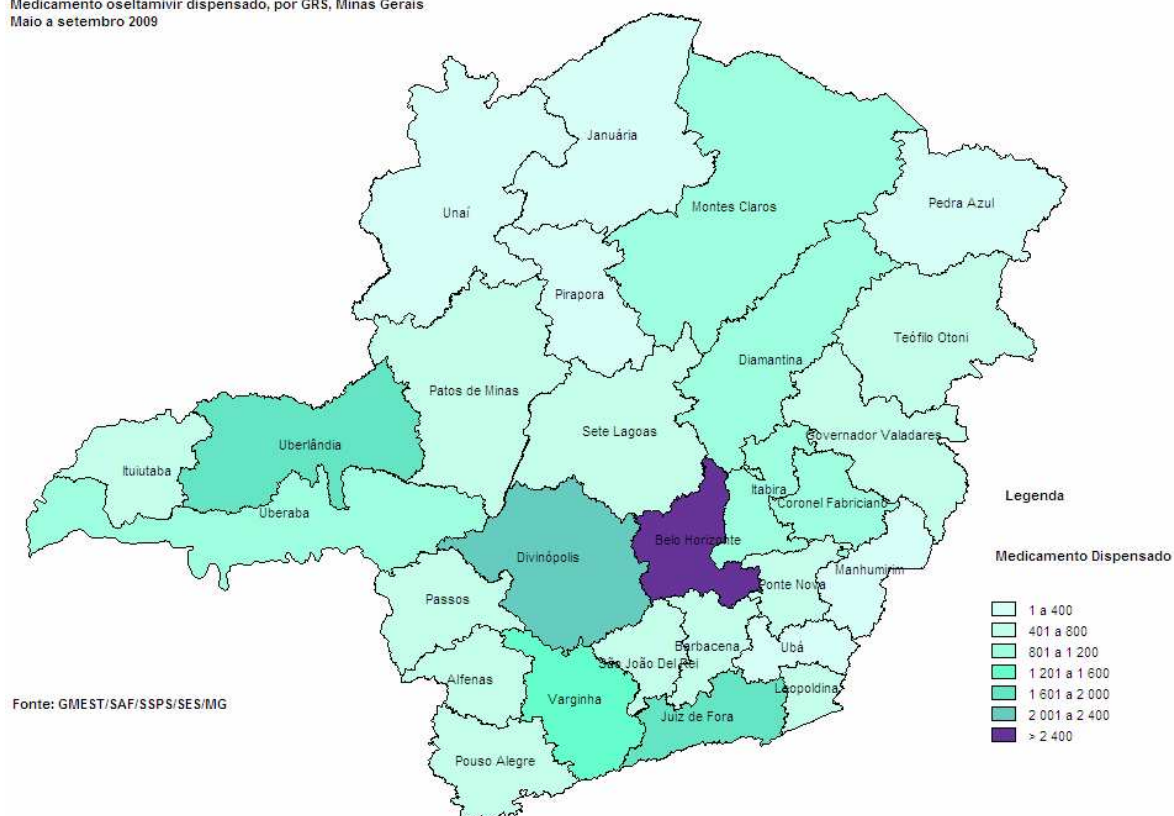 Medicamento oseltamivir dispensado, por GRS, Minas Gerais
Maio a setembro 2009
Januária
Unaí
Montes Claros
Pedra Azul
Pirapora
Teófilo Otoni
Diamantina
Patos de Minas
Sete Lagoas
Governador Valadares
Uberlândia
Ituiutaba
Itabira
Coronel Fabriciano
Uberaba
Belo Horizonte
Divinópolis
Manhumirim
Ponte Nova
Passos
Barbacena
Ubá
São João Del Rei
Alfenas
Leopoldina
Varginha
Juiz de Fora
Pouso Alegre
Fonte: GMEST/SAF/SSPS/SES/MG
Legenda
Medicamento Dispensado
1 a 400
401 a 800
801 a 1 200
1 201 a 1 600
1 601 a 2 000
2 001 a 2 400
> 2 400